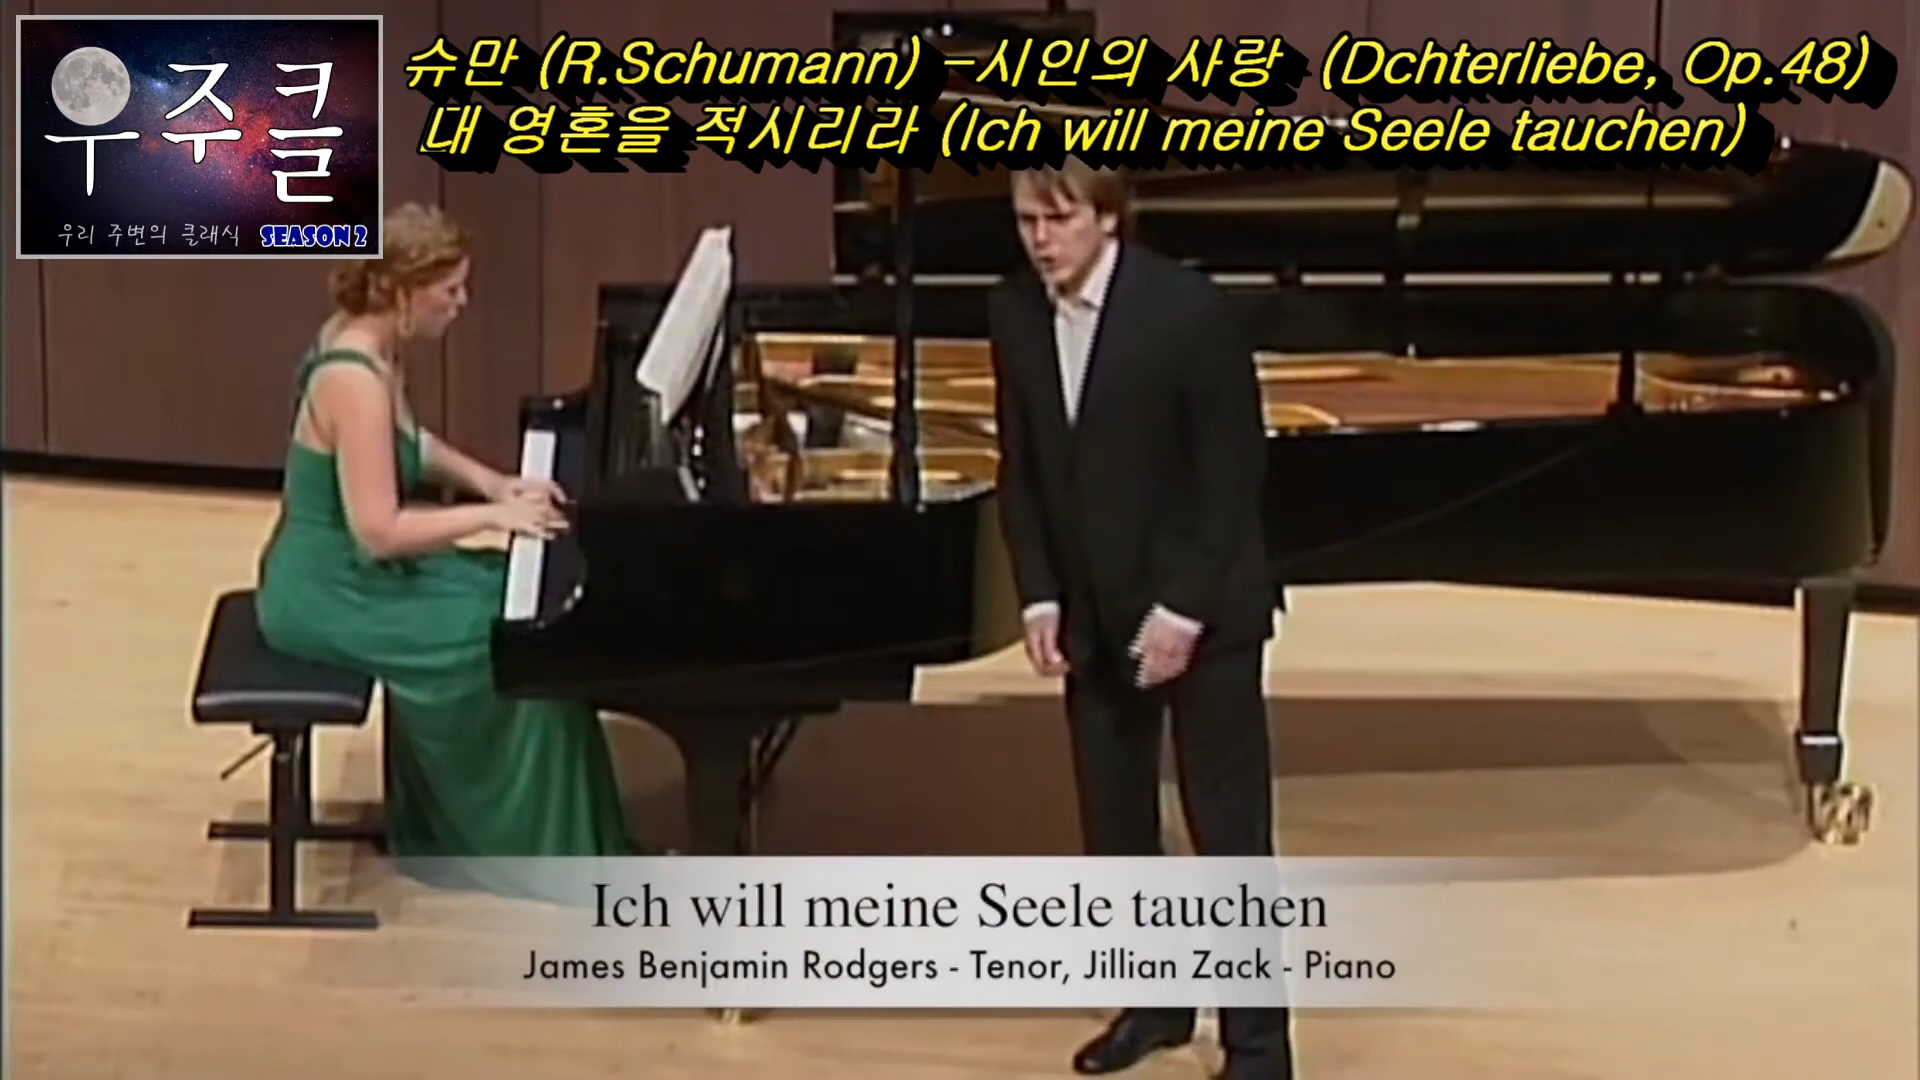 우주클
우리 주변의 클래식 SEASON 2
슈만 (R.Schumann) -시인의 사랑 (Dchterliebe, Op.48)
내 영혼을 적시리라 (Ich will meine Seele tauchen)
Ich will meine Seele tauchen
James Benjamin Rodgers - Tenor, Jillian Zack - Piano